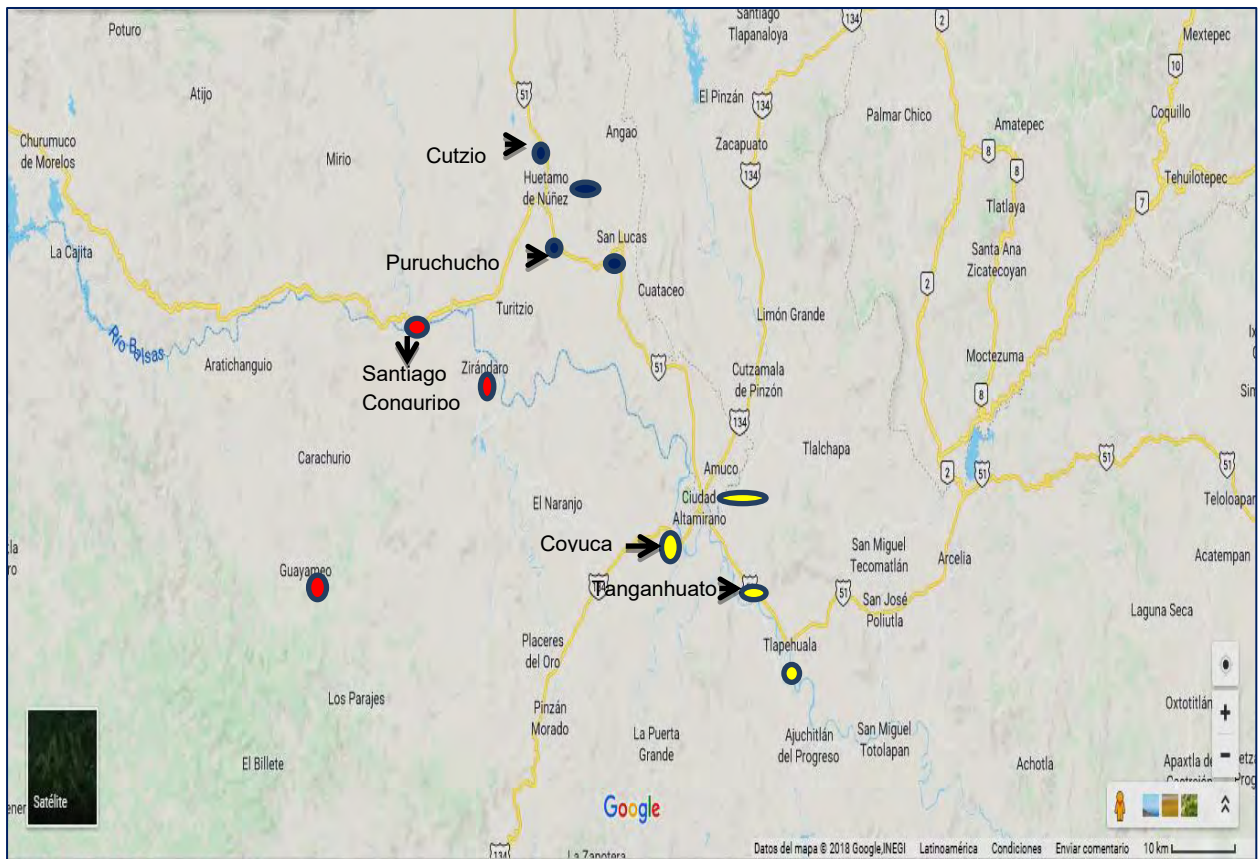 Poturo
Santiago
Tlapanaloya
134
2
Mextepec
10
51
Atijo
El Pinzán
134
Palmar Chico
Coquillo
Churumuco
de Morelos
Mirio
Cutzio
Angao
Zacapuato
134
Amatepec
8
8
Tehuilotepec
Huetamo
de Núñez
Tlatlaya
7
La Cajita
San Lucas
Santa Ana
Zicatecoyan
Puruchucho
Cuataceo
2
Turitzio
Limón Grande
Río Balsas
Aratichanguio
Santiago
Conguripo
Zirándaro
51
Cutzamala
de Pinzón
Moctezuma
8
134
Carachurio
Tlalchapa
Amuco
2
51
51
51
Teloloapan
El Naranjo
Ciudad
Altamirano
Coyuca
San Miguel
Tecomatlán
Arcelia
Acatempan
Guayameo
134
Tanganhuato
51
San José
Poliutla
Laguna Seca
Placeres
del Oro
Tlapehuala
Los Parajes
Pinzán
Morado
La Puerta
Grande
Ajuchitlán
del Progreso
San Miguel
Totolapan
Oxtotitlán
El Billete
Achotla
Satélite
Google
134
La Zapotera
Datos del mapa © 2018 Google, INEGI Latinoamérica Condiciones Enviar comentario 10 km